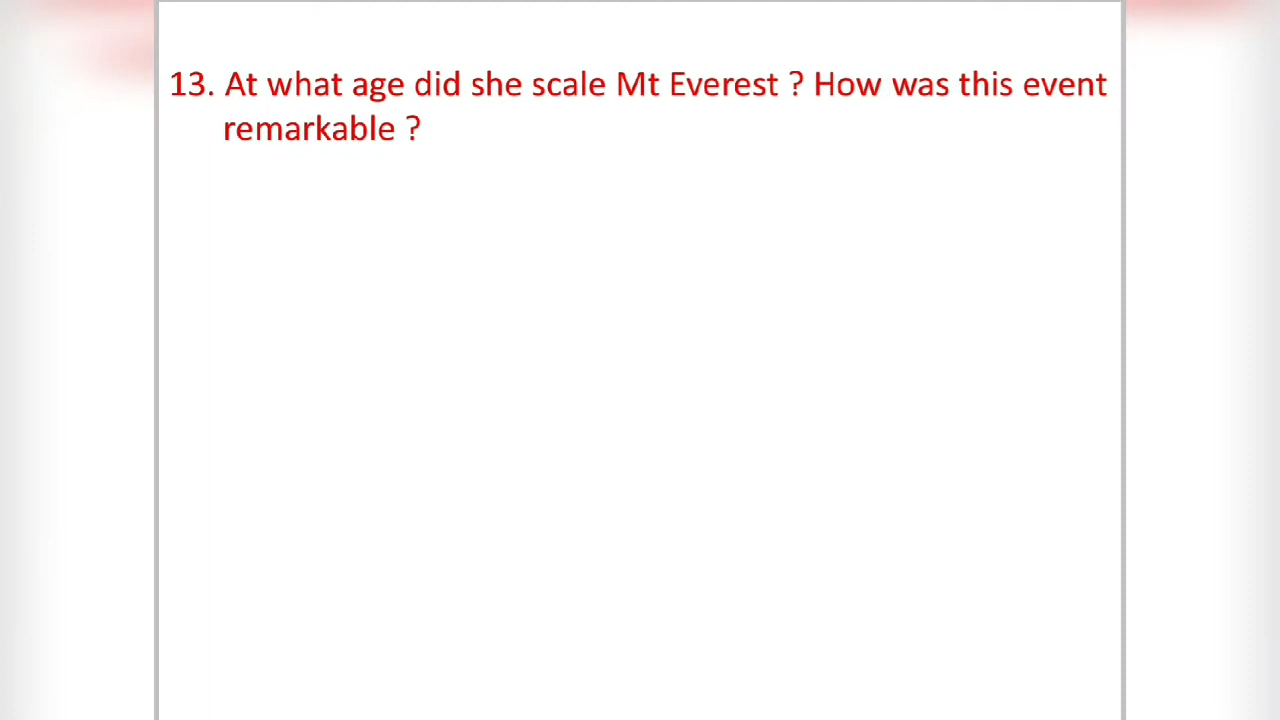 13. At what age did she scale Mt Everest ? How was this event
remarkable ?